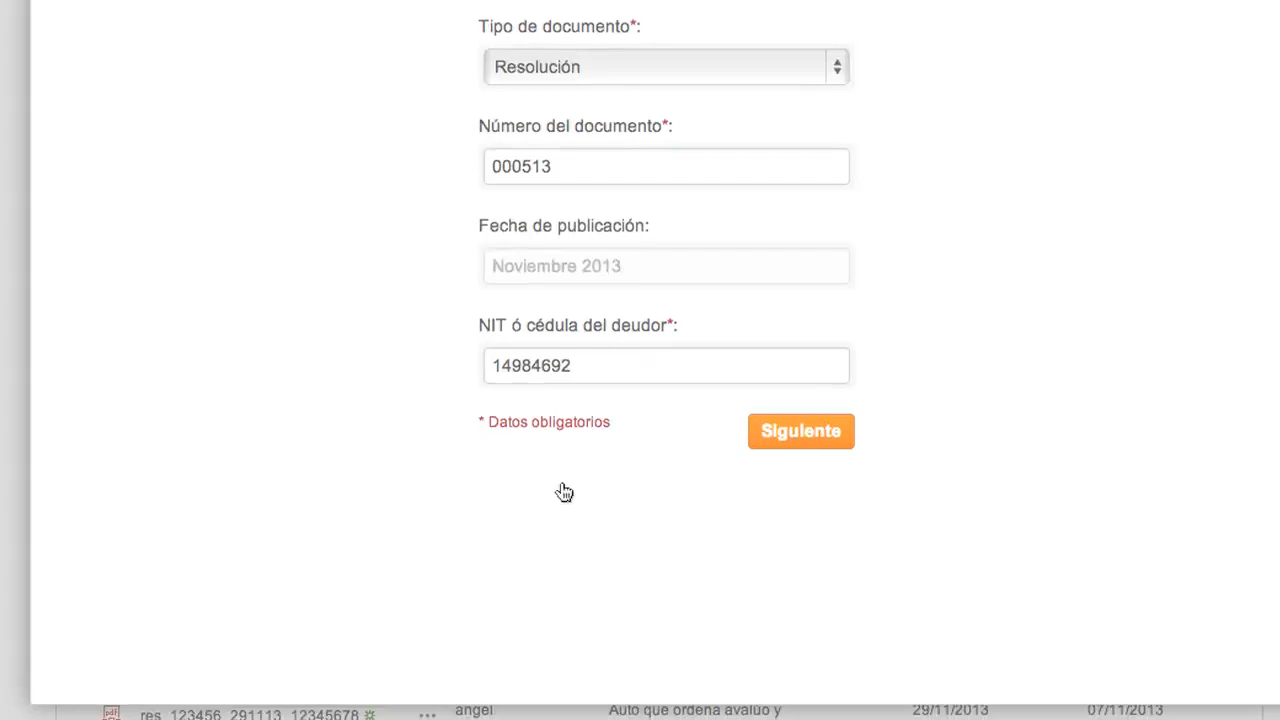 Tipo de documento*:
Resolución
Número del documento*:
000513
Fecha de publicación:
Noviembre 2013
NIT ó cédula del deudor*:
14984692
* Datos obligatorios
Siguiente
pdf res_123456_291113_12345678 ... angel Auto que ordena avaluo y 29/11/2013 07/11/2013